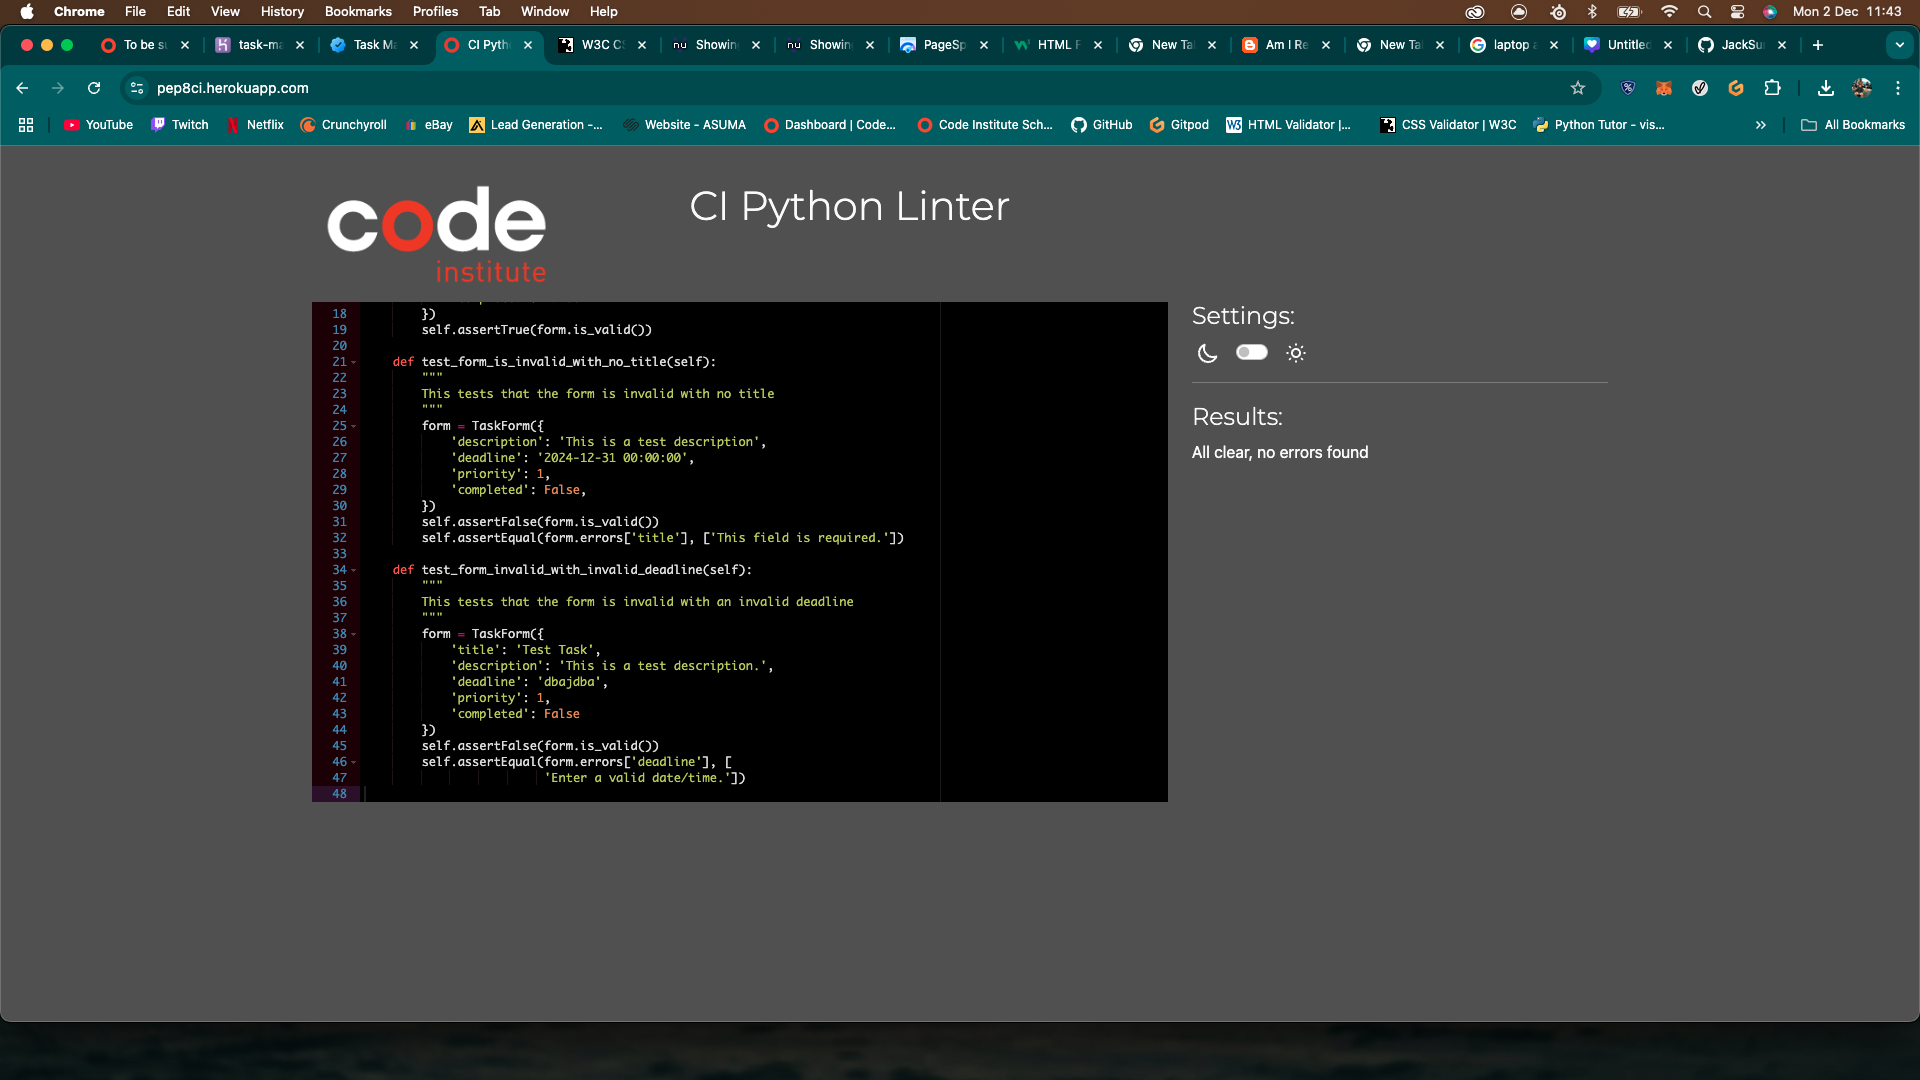 Chrome File Edit View History Bookmarks Profiles Tab Window Help Mon 2 Dec 11:43
To be su task-ma Task Ma CI Pytho W3C CS Showing Showing PageSp HTML F New Tab Am I Re New Tab laptop a Untitled JackSu
pep8ci.herokuapp.com
YouTube Twitch Netflix Crunchyroll eBay Lead Generation -... Website - ASUMA Dashboard | Code... Code Institute Sch... GitHub Gitpod HTML Validator |... CSS Validator | W3C Python Tutor - vis... » All Bookmarks
code
institute
CI Python Linter
18 })
19 self.assertTrue(form.is_valid())
20
21 def test_form_is_invalid_with_no_title(self):
22 """
23 This tests that the form is invalid with no title
24 """
25 form = TaskForm({
26 'description': 'This is a test description',
27 'deadline': '2024-12-31 00:00:00',
28 'priority': 1,
29 'completed': False,
30 })
31 self.assertFalse(form.is_valid())
32 self.assertEqual(form.errors['title'], ['This field is required.'])
33
34 def test_form_invalid_with_invalid_deadline(self):
35 """
36 This tests that the form is invalid with an invalid deadline
37 """
38 form = TaskForm({
39 'title': 'Test Task',
40 'description': 'This is a test description.',
41 'deadline': 'dbajdba',
42 'priority': 1,
43 'completed': False
44 })
45 self.assertFalse(form.is_valid())
46 self.assertEqual(form.errors['deadline'], [
47 'Enter a valid date/time.'])
48
Settings:
Results:
All clear, no errors found